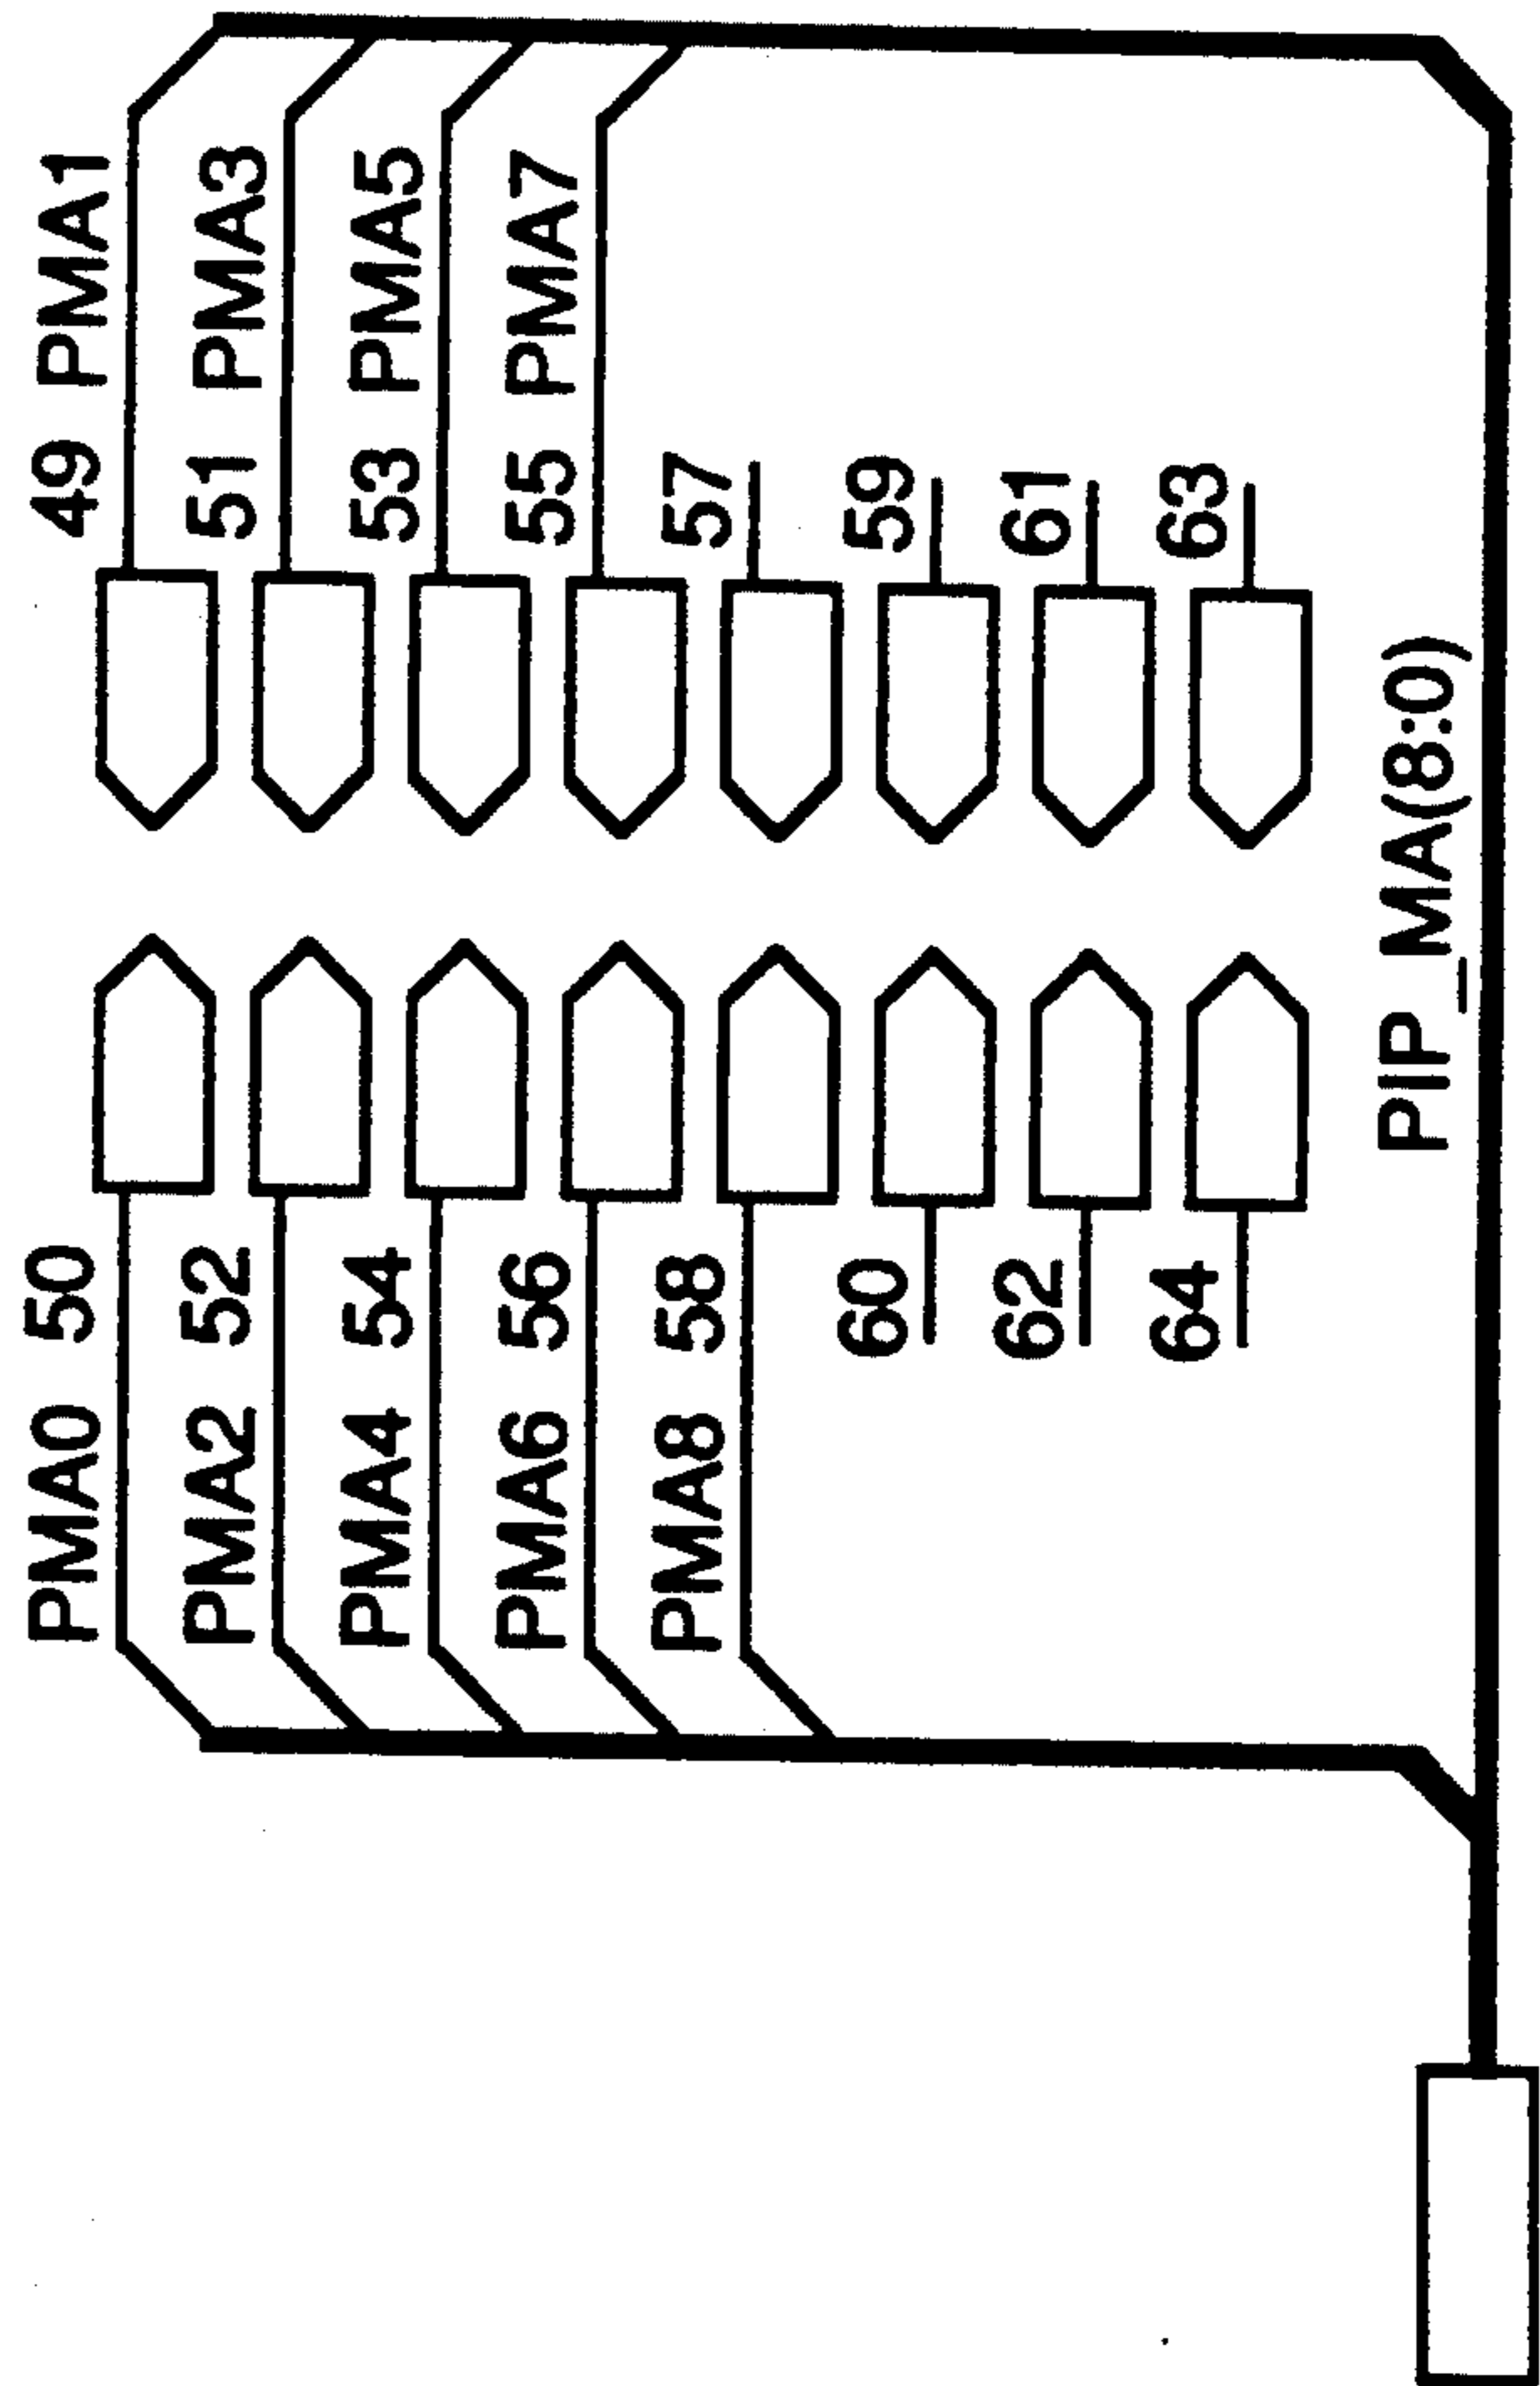 PMA0 50 49 PMA1
PMA2 52 51 PMA3
PMA4 54 53 PMA5
PMA6 56 55 PMA7
PMA8 58 57
60 59
62 61
64 63
PIP_MA(8:0)